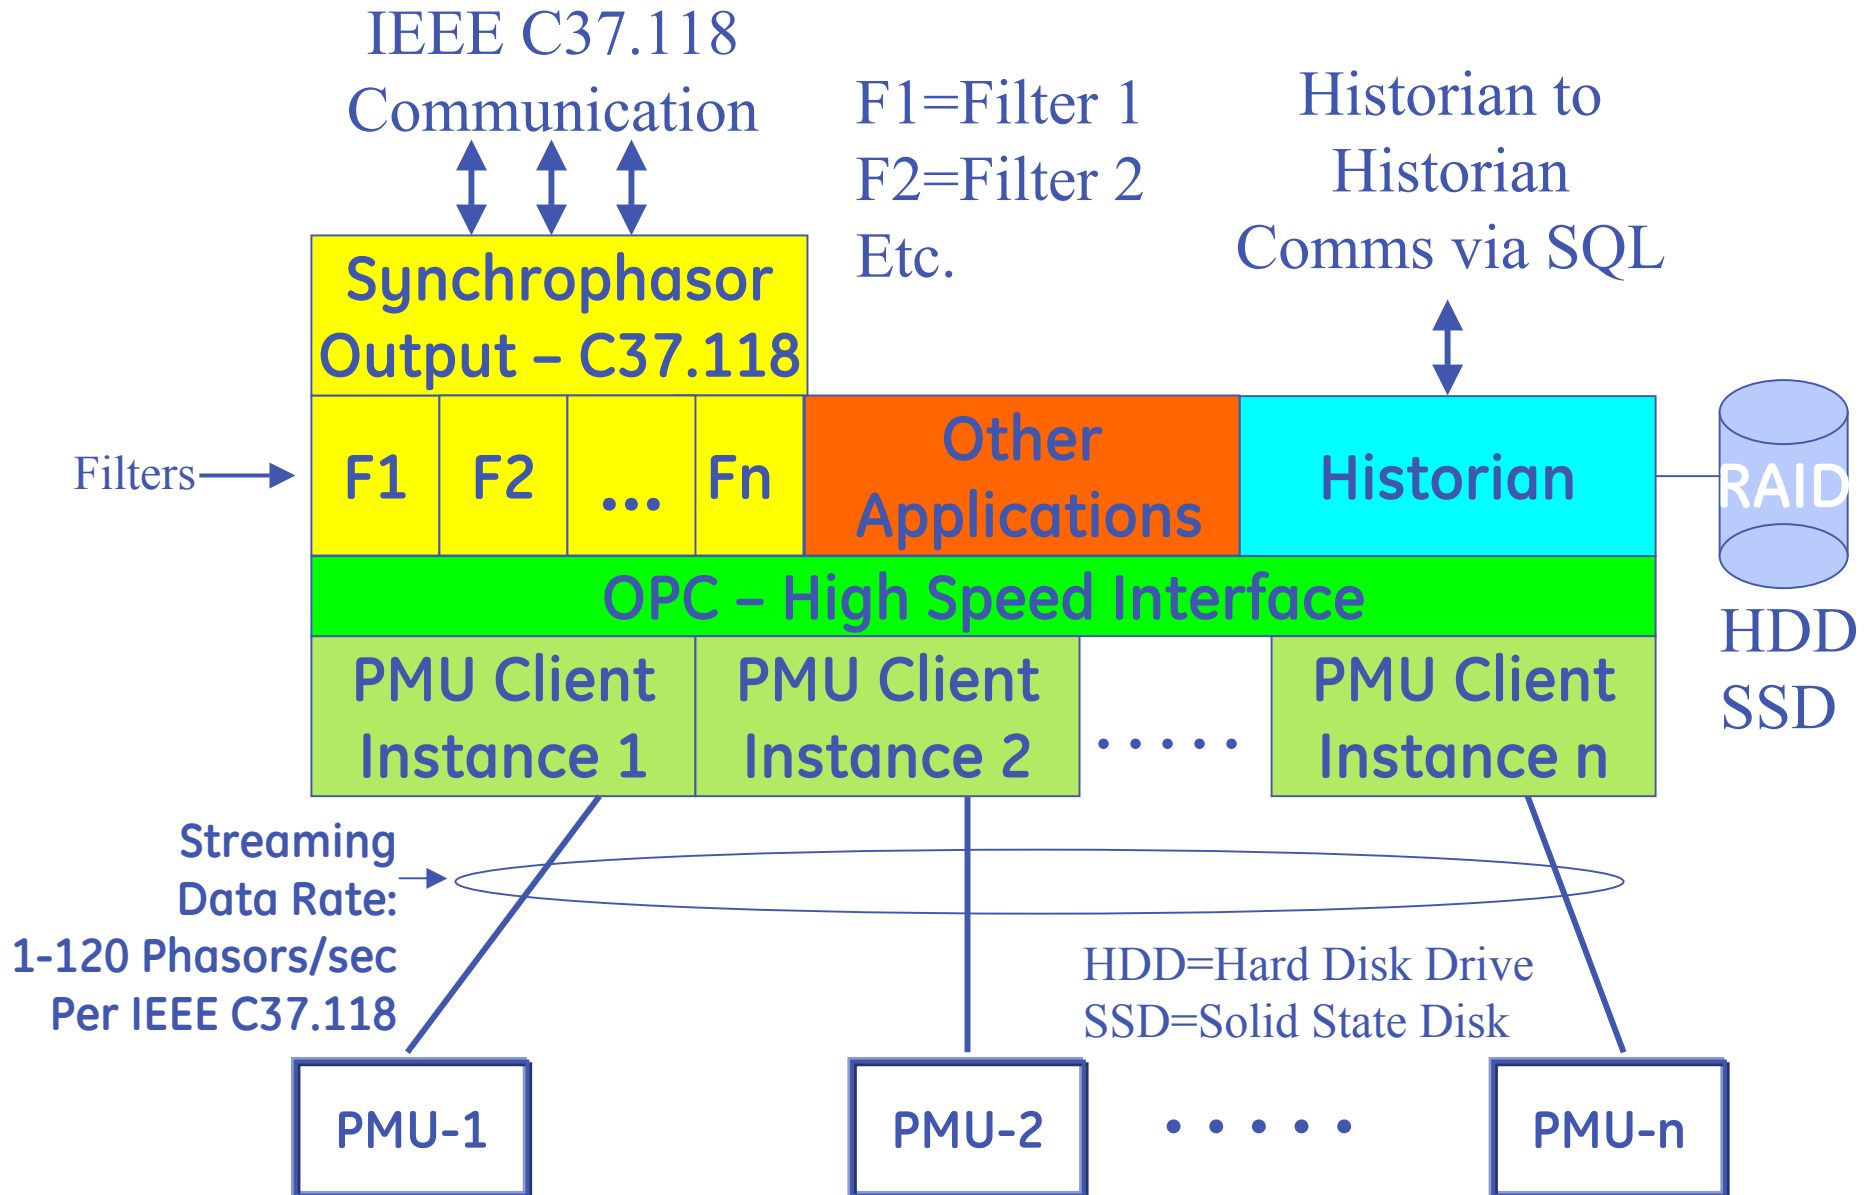 IEEE C37.118
Communication
F1=Filter 1
F2=Filter 2
Etc.
Historian to
Historian
Comms via SQL
Synchrophasor
Output – C37.118
Filters
F1
F2
...
Fn
Other
Applications
Historian
RAID
HDD
SSD
OPC – High Speed Interface
PMU Client
Instance 1
PMU Client
Instance 2
.....
PMU Client
Instance n
Streaming
Data Rate:
1-120 Phasors/sec
Per IEEE C37.118
HDD=Hard Disk Drive
SSD=Solid State Disk
PMU-1
PMU-2
.....
PMU-n